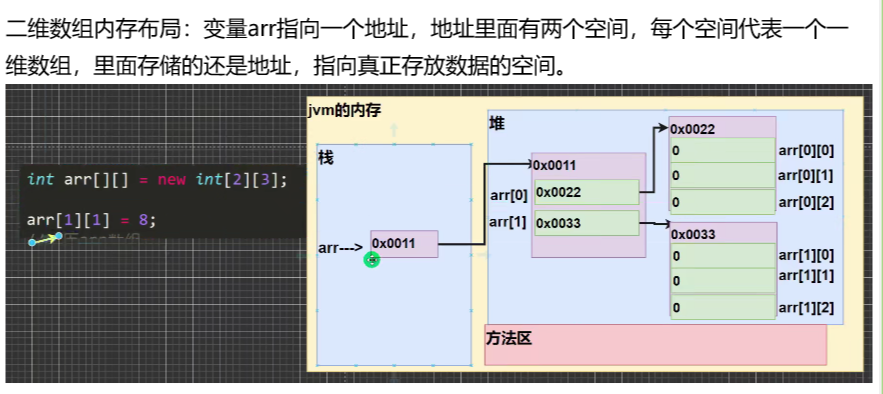 二维数组内存布局：变量arr指向一个地址，地址里面有两个空间，每个空间代表一个一
维数组，里面存储的还是地址，指向真正存放数据的空间。
jvm的内存
栈
堆
int arr[][] = new int[2][3];
arr[1][1] = 8;
arr--->
0x0011
0x0011
arr[0]
0x0022
arr[1]
0x0033
0x0022
0
arr[0][0]
0
arr[0][1]
0
arr[0][2]
0x0033
0
arr[1][0]
0
arr[1][1]
0
arr[1][2]
方法区